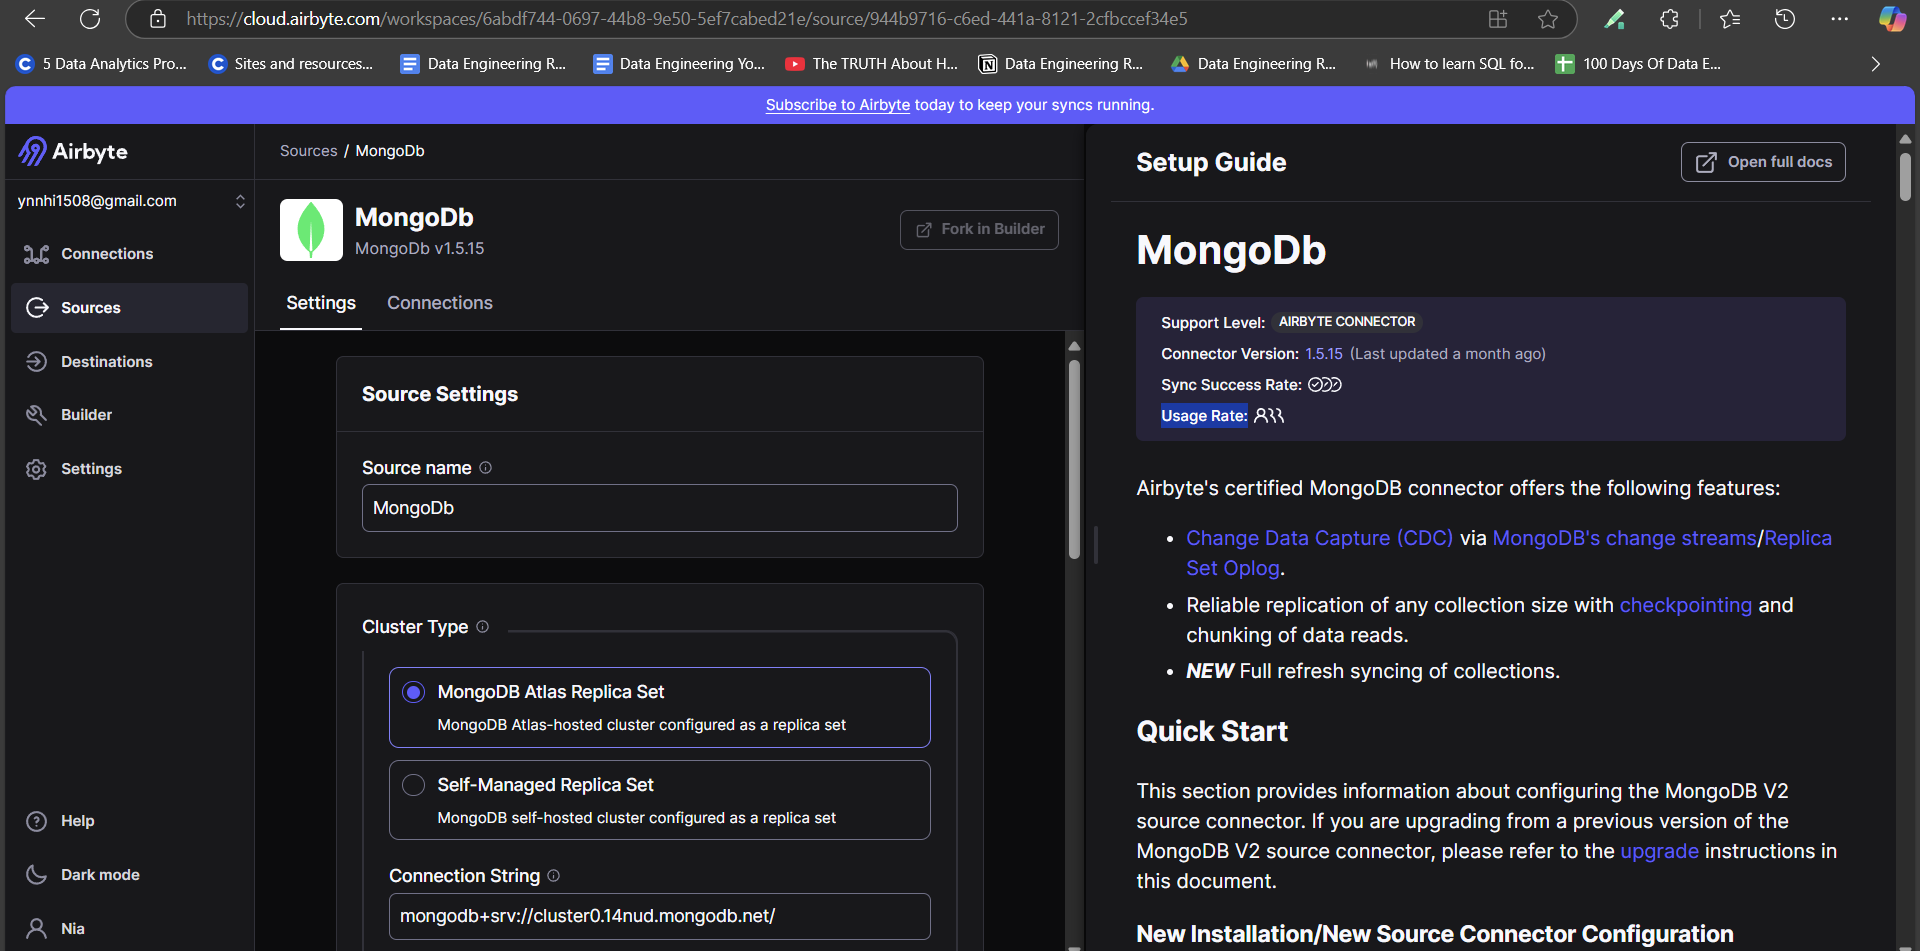 https://cloud.airbyte.com/workspaces/6abdf744-0697-44b8-9e50-5ef7cabed21e/source/944b9716-c6ed-441a-8121-2cfbccef34e5
5 Data Analytics Pro...
Sites and resources...
Data Engineering R...
Data Engineering Yo...
The TRUTH About H...
Data Engineering R...
Data Engineering R...
How to learn SQL fo...
100 Days Of Data E...
Subscribe to Airbyte today to keep your syncs running.
Airbyte
ynnhi1508@gmail.com
Connections
Sources
Destinations
Builder
Settings
Help
Dark mode
Nia
Sources / MongoDb
MongoDb
MongoDb v1.5.15
Fork in Builder
Settings
Connections
Source Settings
Source name
MongoDb
Cluster Type
MongoDB Atlas Replica Set
MongoDB Atlas-hosted cluster configured as a replica set
Self-Managed Replica Set
MongoDB self-hosted cluster configured as a replica set
Connection String
mongodb+srv://cluster0.14nud.mongodb.net/
Setup Guide
Open full docs
MongoDb
Support Level: AIRBYTE CONNECTOR
Connector Version: 1.5.15 (Last updated a month ago)
Sync Success Rate:
Usage Rate:
Airbyte's certified MongoDB connector offers the following features:
• Change Data Capture (CDC) via MongoDB's change streams/Replica
Set Oplog.
• Reliable replication of any collection size with checkpointing and
chunking of data reads.
• NEW Full refresh syncing of collections.
Quick Start
This section provides information about configuring the MongoDB V2
source connector. If you are upgrading from a previous version of the
MongoDB V2 source connector, please refer to the upgrade instructions in
this document.
New Installation/New Source Connector Configuration